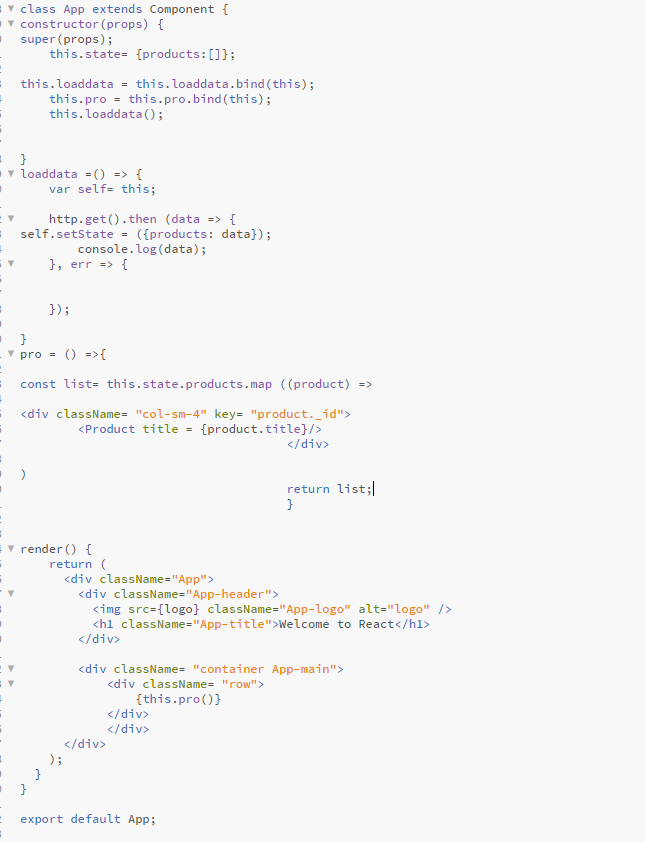 class App extends Component {
constructor(props) {
super(props);
this.state= {products:[]};
this.loaddata = this.loaddata.bind(this);
this.pro = this.pro.bind(this);
this.loaddata();
}
loaddata =() => {
var self= this;
http.get().then (data => {
self.setState = ({products: data});
console.log(data);
}, err => {
});
}
pro = () =>{
const list= this.state.products.map ((product) =>
<div className= "col-sm-4" key= "product._id">
<Product title = {product.title}/>
</div>
)
return list;
}
render() {
return (
<div className="App">
<div className="App-header">
<img src={logo} className="App-logo" alt="logo" />
<h1 className="App-title">Welcome to React</h1>
</div>
<div className= "container App-main">
<div className= "row">
{this.pro()}
</div>
</div>
</div>
);
}
}
export default App;